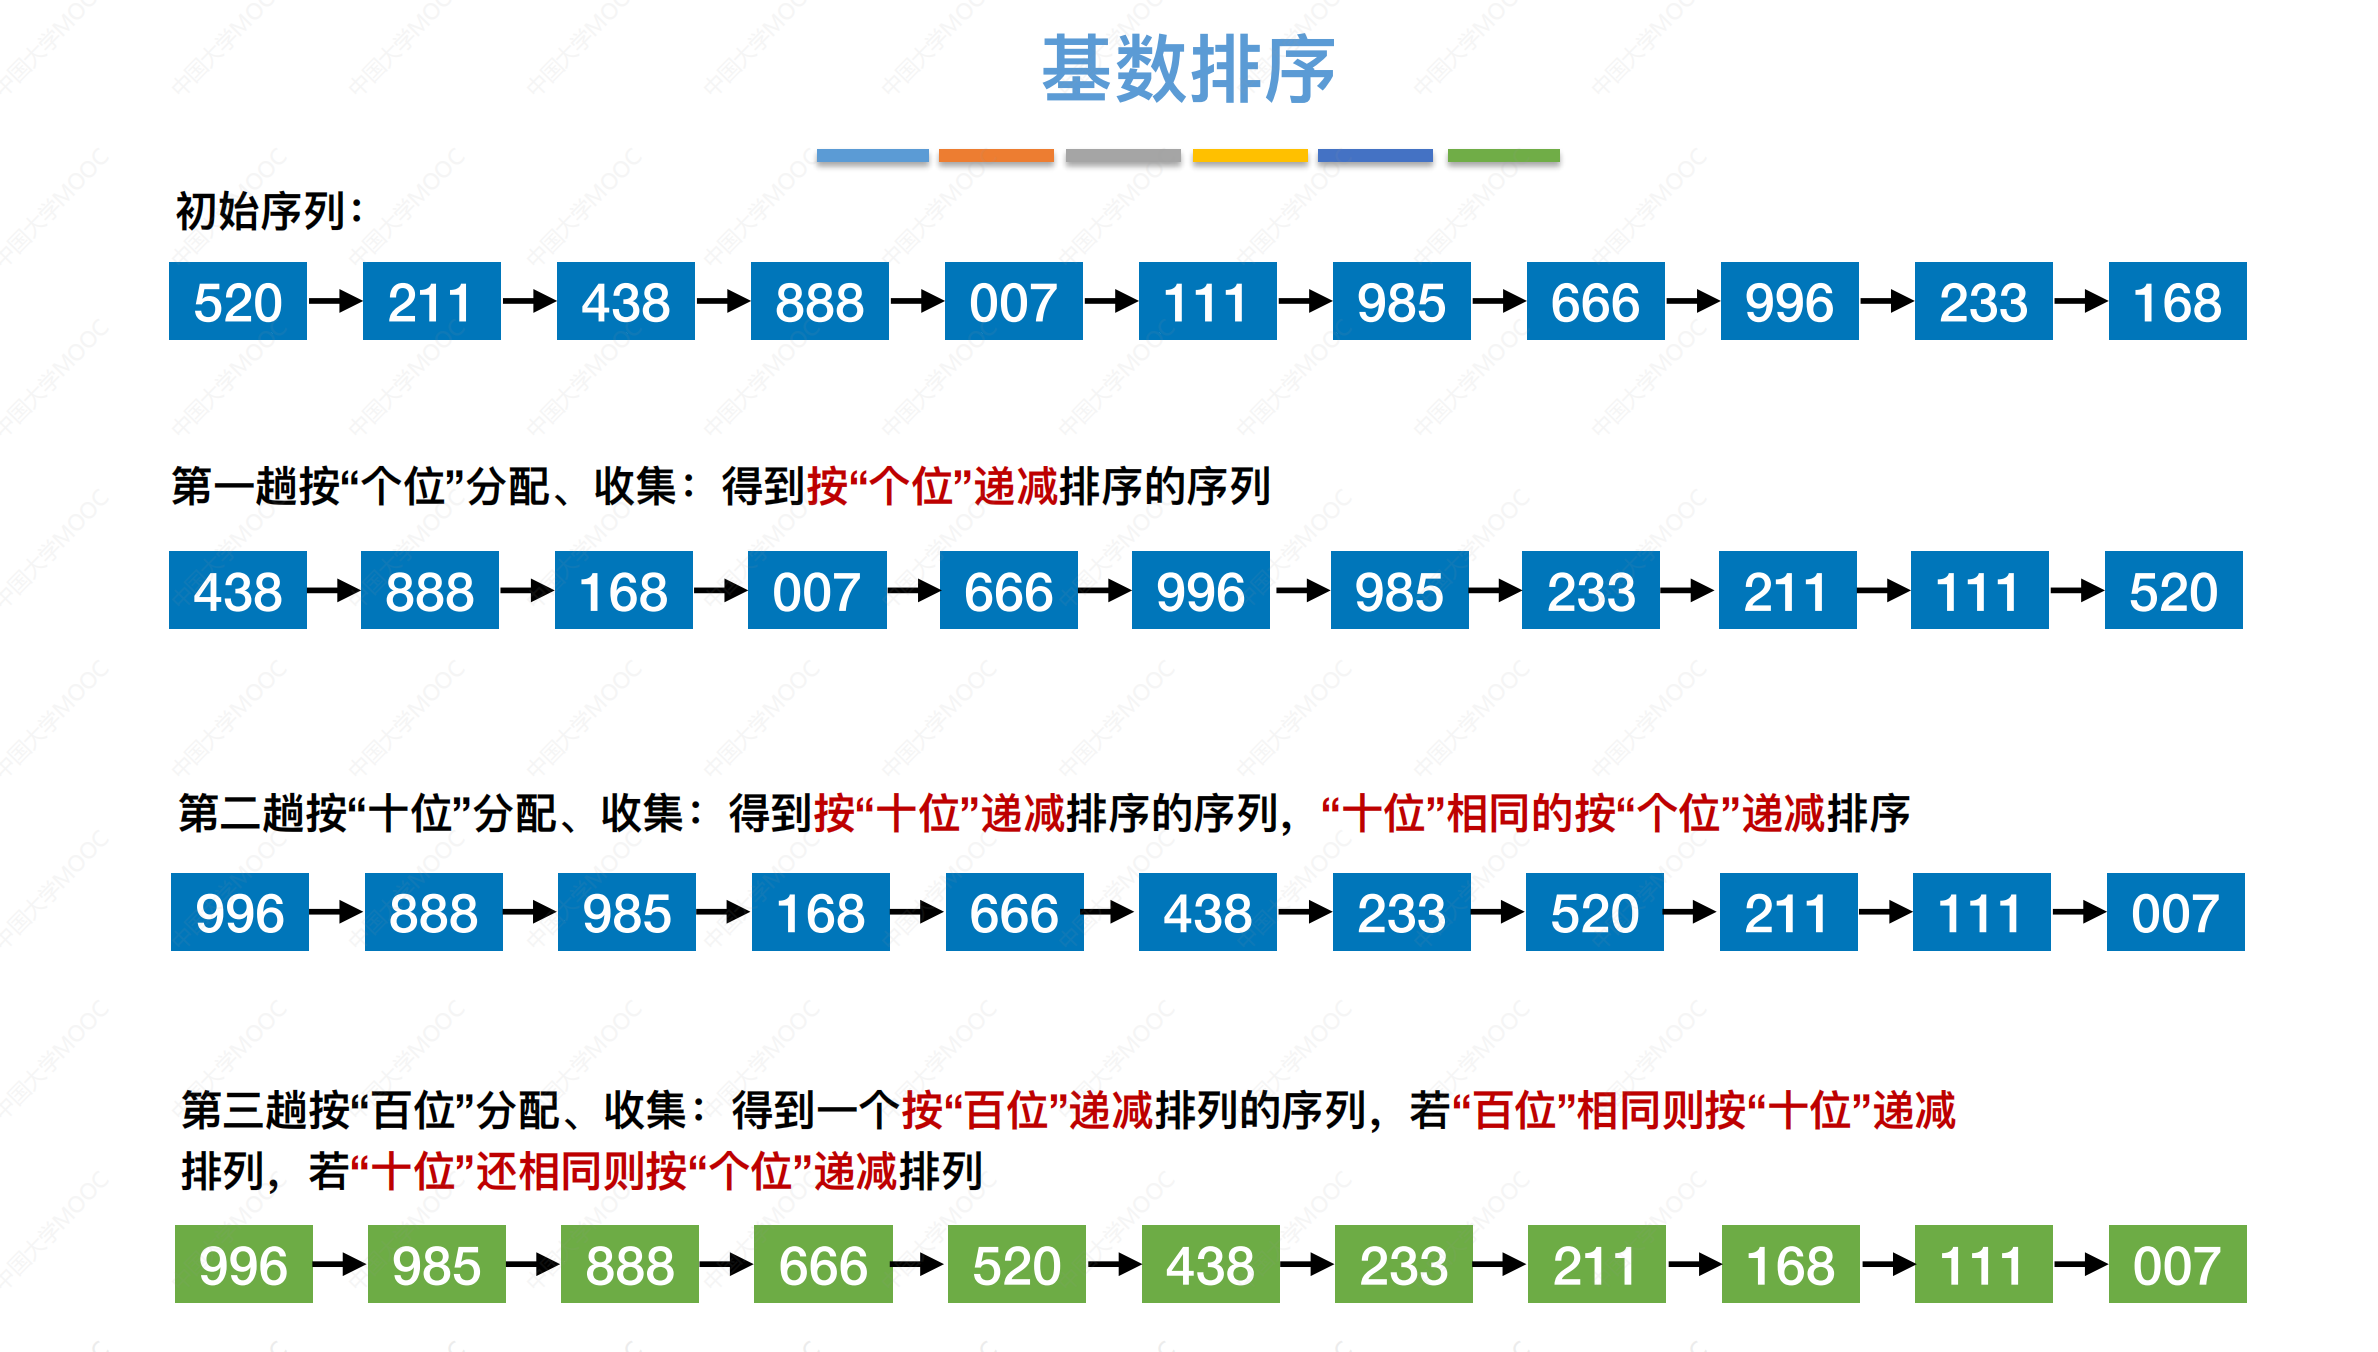 基数排序
初始序列：
520 211 438 888 007 111 985 666 996 233 168
第一趟按“个位”分配、收集：得到按“个位”递减排序的序列
438 888 168 007 666 996 985 233 211 111 520
第二趟按“十位”分配、收集：得到按“十位”递减排序的序列，“十位”相同的按“个位”递减排序
996 888 985 168 666 438 233 520 211 111 007
第三趟按“百位”分配、收集：得到一个按“百位”递减排列的序列，若“百位”相同则按“十位”递减
排列，若“十位”还相同则按“个位”递减排列
996 985 888 666 520 438 233 211 168 111 007
中国大学MOOC